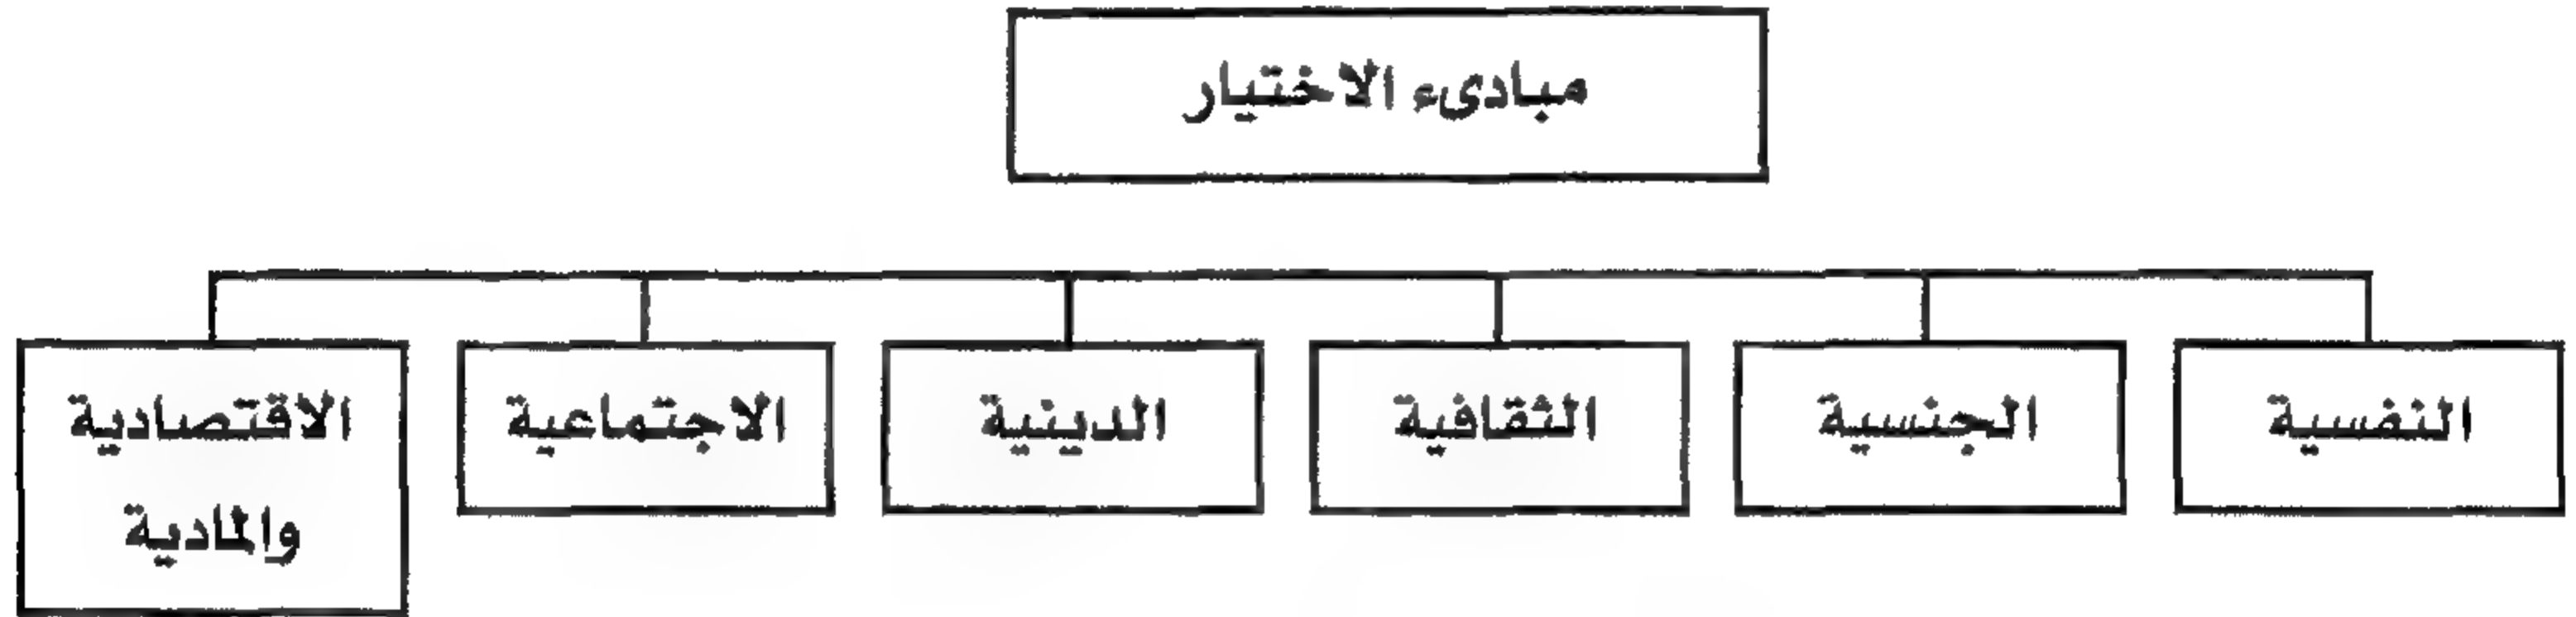 مبادىء الاختيار
النفسية
الجنسية
الثقافية
الدينية
الاجتماعية
الاقتصادية
والمادية